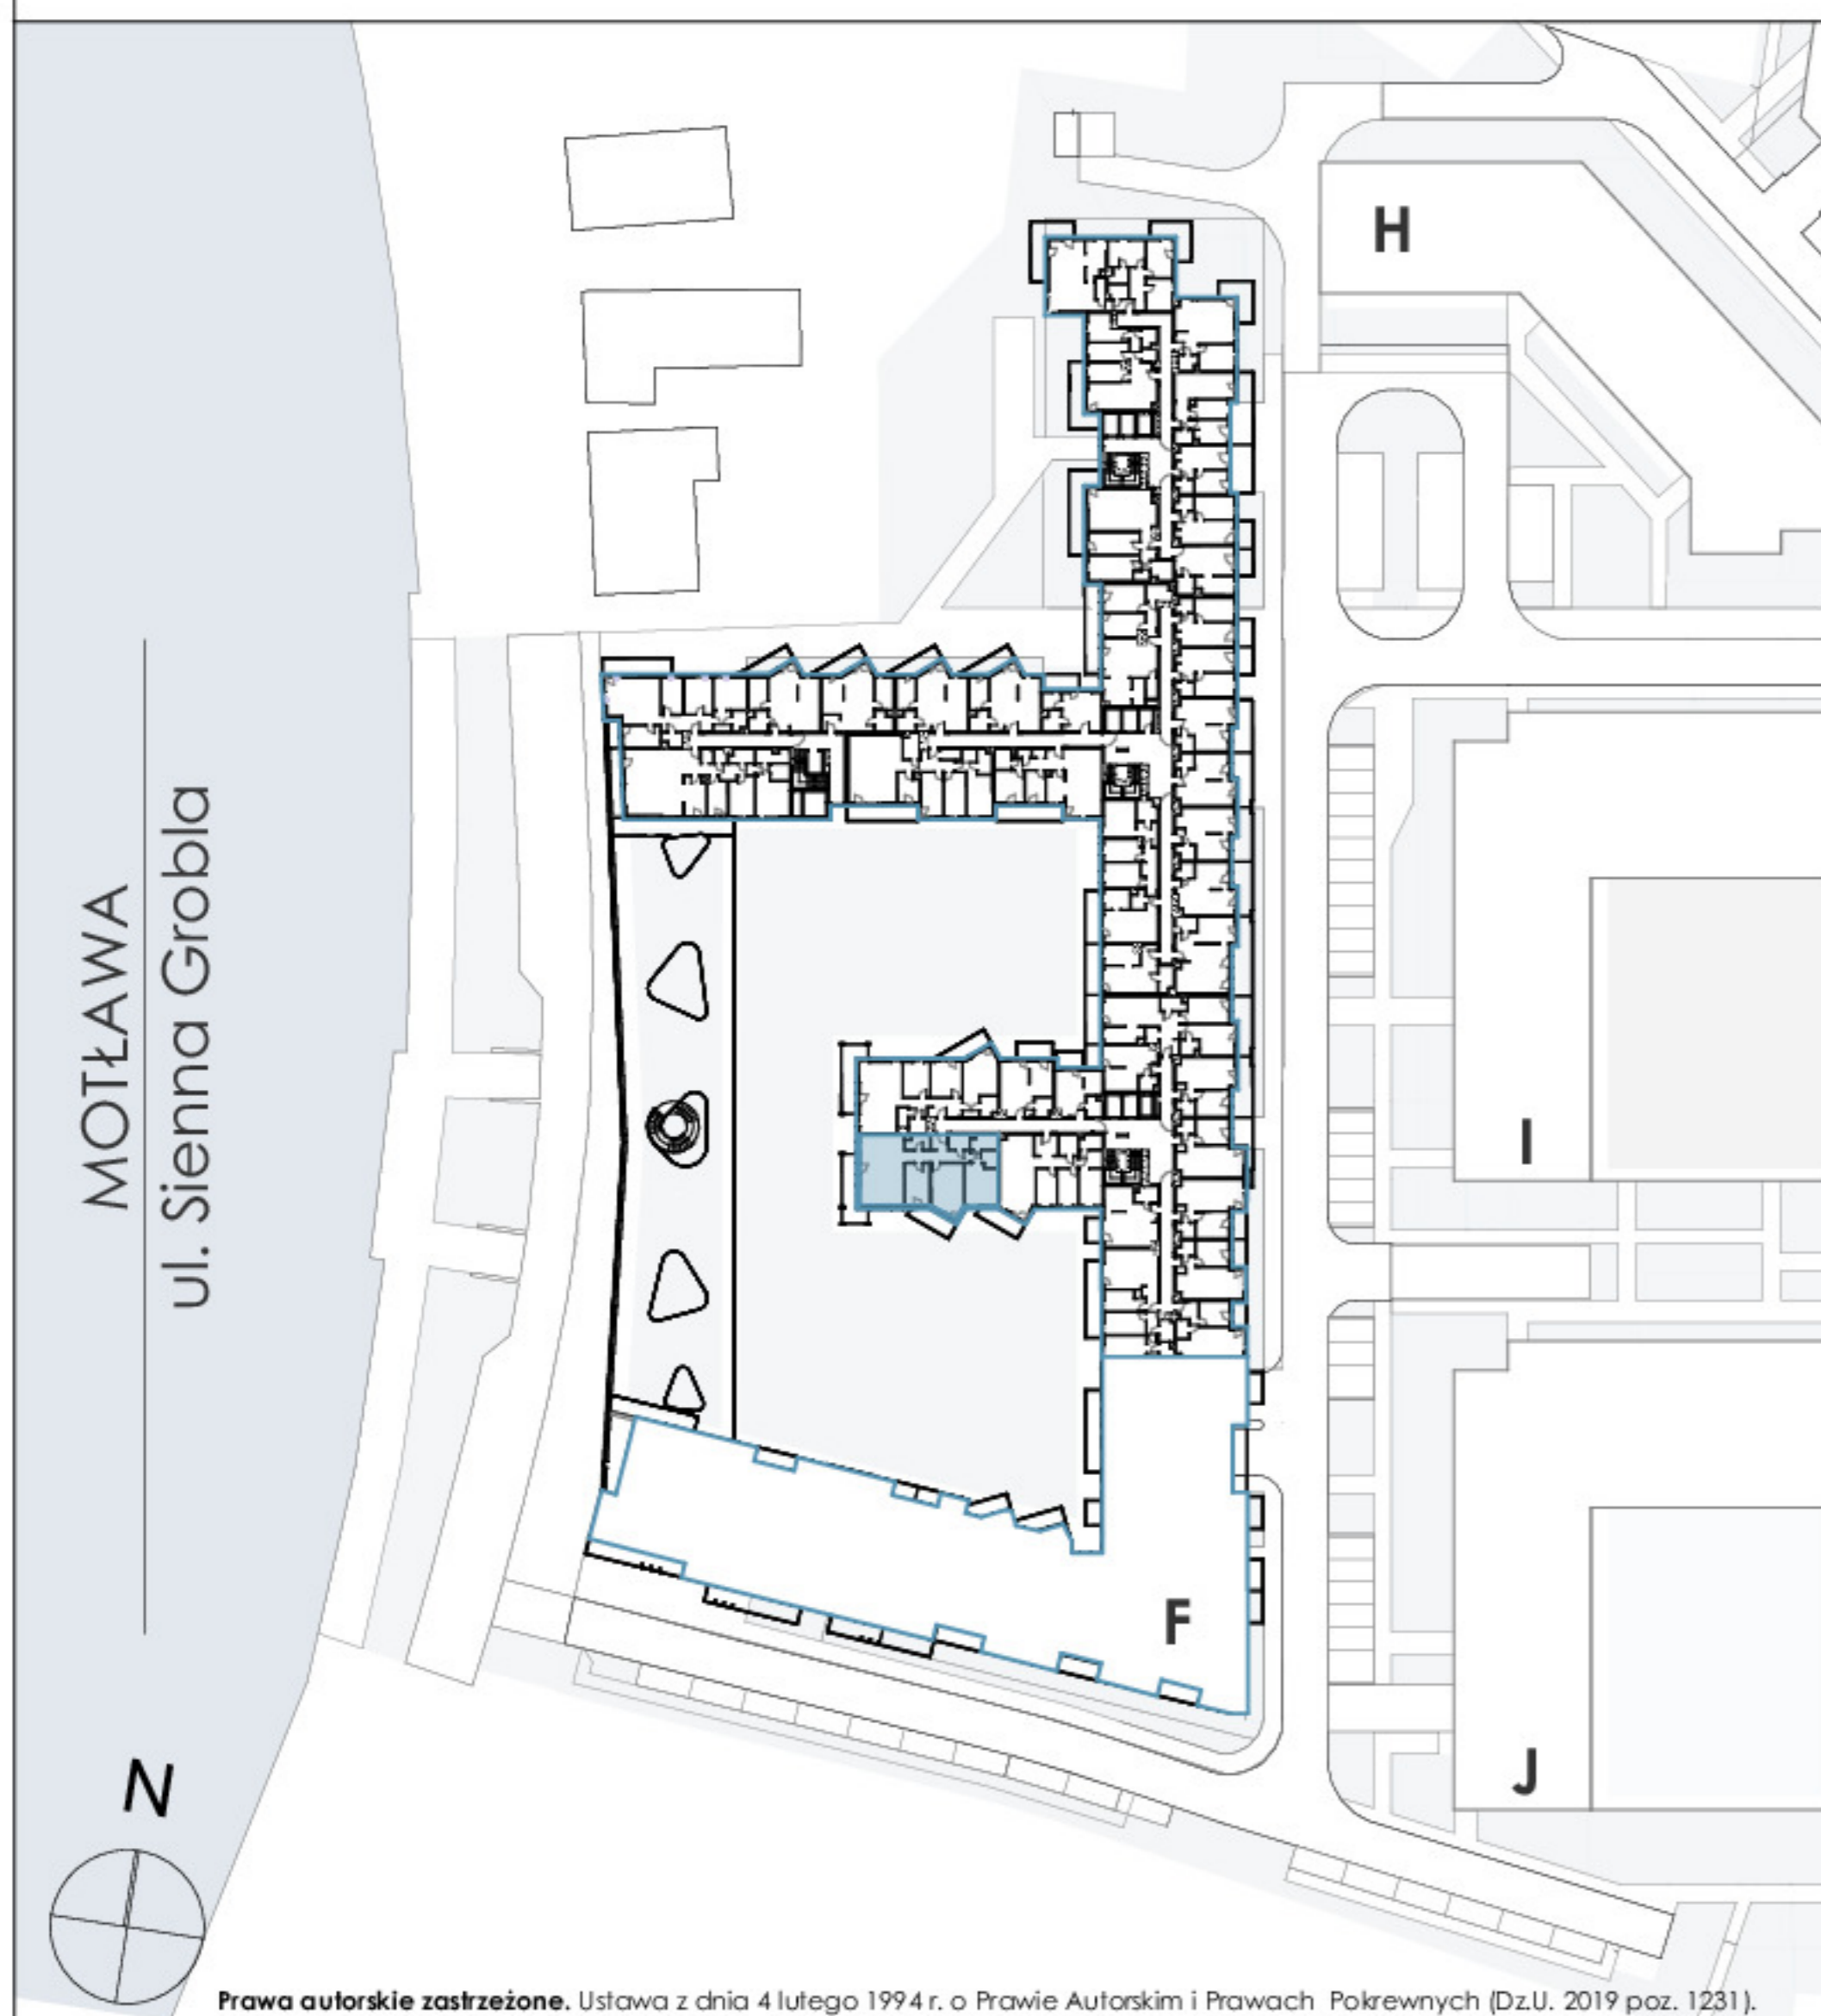 H
MOTŁAWA
ul. Sienna Grobla
I
F
J
N
Prawa autorskie zastrzeżone. Ustawa z dnia 4 lutego 1994 r. o Prawie Autorskim i Prawach Pokrewnych (Dz.U. 2019 poz. 1231).